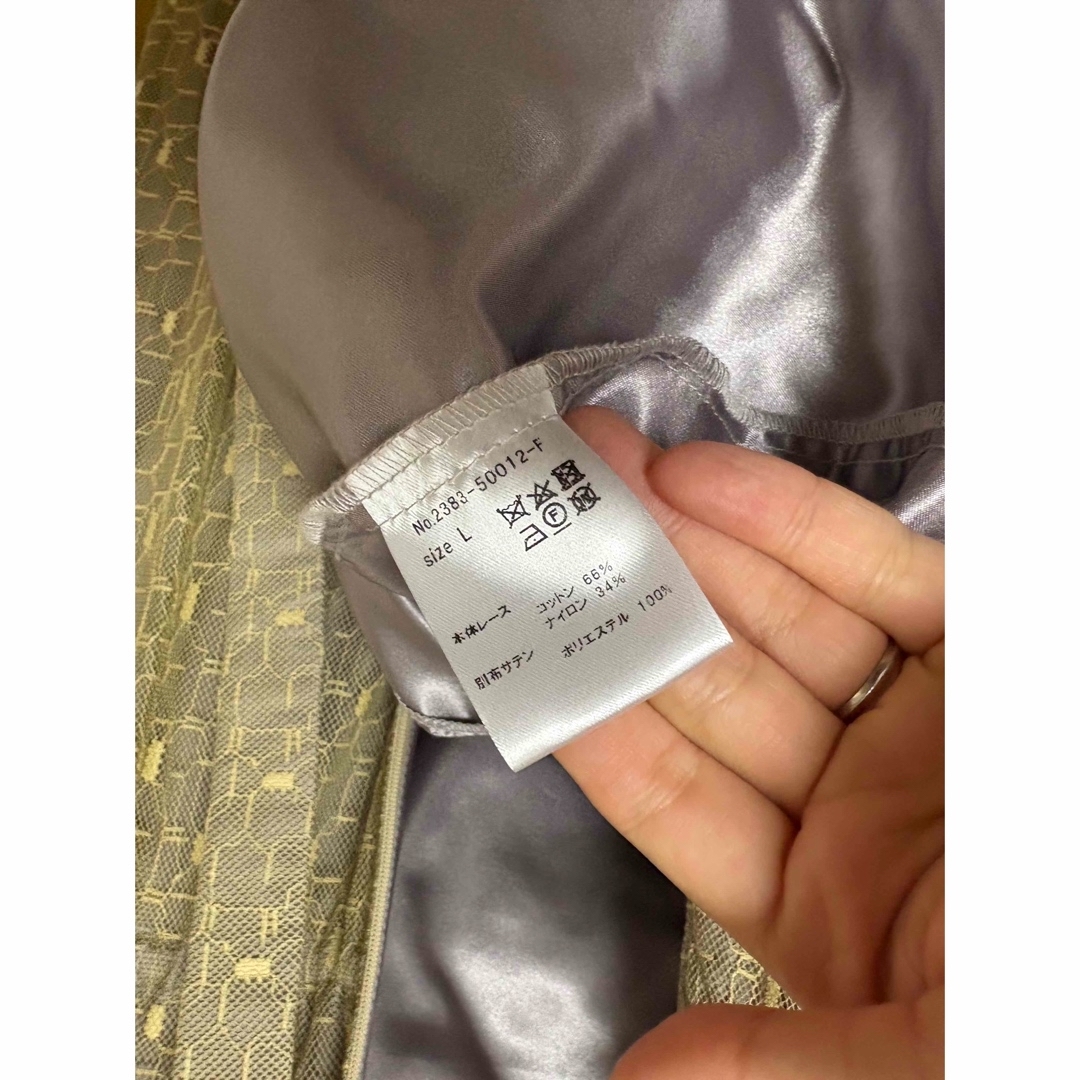 No.2383-50012-F
size L
本体レース コットン 66%
ナイロン 34%
別布サテン ポリエステル 100%
F